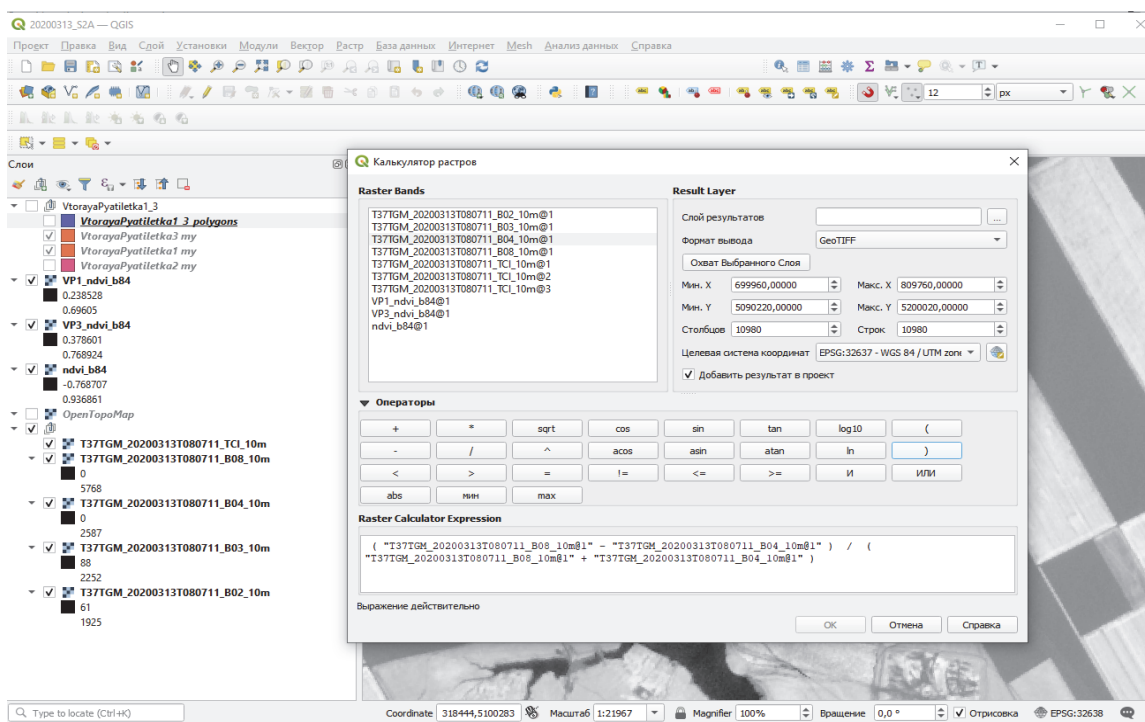 20200313_S2A — QGIS
Проект Правка Вид Слой Установки Модули Вектор Растр База данных Интернет Mesh Анализ данных Справка
12 px
Слои
VtorayaPyatiletka1_3
VtorayaPyatiletka1_3 polygons
VtorayaPyatiletka3 my
VtorayaPyatiletka1 my
VtorayaPyatiletka2 my
VP1_ndvi_b84
0.238528
0.69605
VP3_ndvi_b84
0.378601
0.768924
ndvi_b84
-0.768707
0.936861
OpenTopoMap
T37TGM_20200313T080711_TCI_10m
T37TGM_20200313T080711_B08_10m
0
5768
T37TGM_20200313T080711_B04_10m
0
2587
T37TGM_20200313T080711_B03_10m
88
2252
T37TGM_20200313T080711_B02_10m
61
1925
Калькулятор растров
Raster Bands
T37TGM_20200313T080711_B02_10m@1
T37TGM_20200313T080711_B03_10m@1
T37TGM_20200313T080711_B04_10m@1
T37TGM_20200313T080711_B08_10m@1
T37TGM_20200313T080711_TCI_10m@1
T37TGM_20200313T080711_TCI_10m@2
T37TGM_20200313T080711_TCI_10m@3
VP1_ndvi_b84@1
VP3_ndvi_b84@1
ndvi_b84@1
Result Layer
Слой результатов ...
Формат вывода GeoTIFF
Охват Выбранного Слоя
Мин. X 699960,00000 Макс. X 809760,00000
Мин. Y 5090220,00000 Макс. Y 5200020,00000
Столбцов 10980 Строк 10980
Целевая система координат EPSG:32637 - WGS 84 / UTM zone
Добавить результат в проект
Операторы
+ * sqrt cos sin tan log10 (
- / ^ acos asin atan ln )
< > = != <= >= И ИЛИ
abs мин max
Raster Calculator Expression
( "T37TGM_20200313T080711_B08_10m@1" - "T37TGM_20200313T080711_B04_10m@1" ) / (
"T37TGM_20200313T080711_B08_10m@1" + "T37TGM_20200313T080711_B04_10m@1" )
Выражение действительно
OK Отмена Справка
Type to locate (Ctrl+K) Coordinate 318444,5100283 Масштаб 1:21967 Magnifier 100% Вращение 0,0 ° Отрисовка EPSG:32638